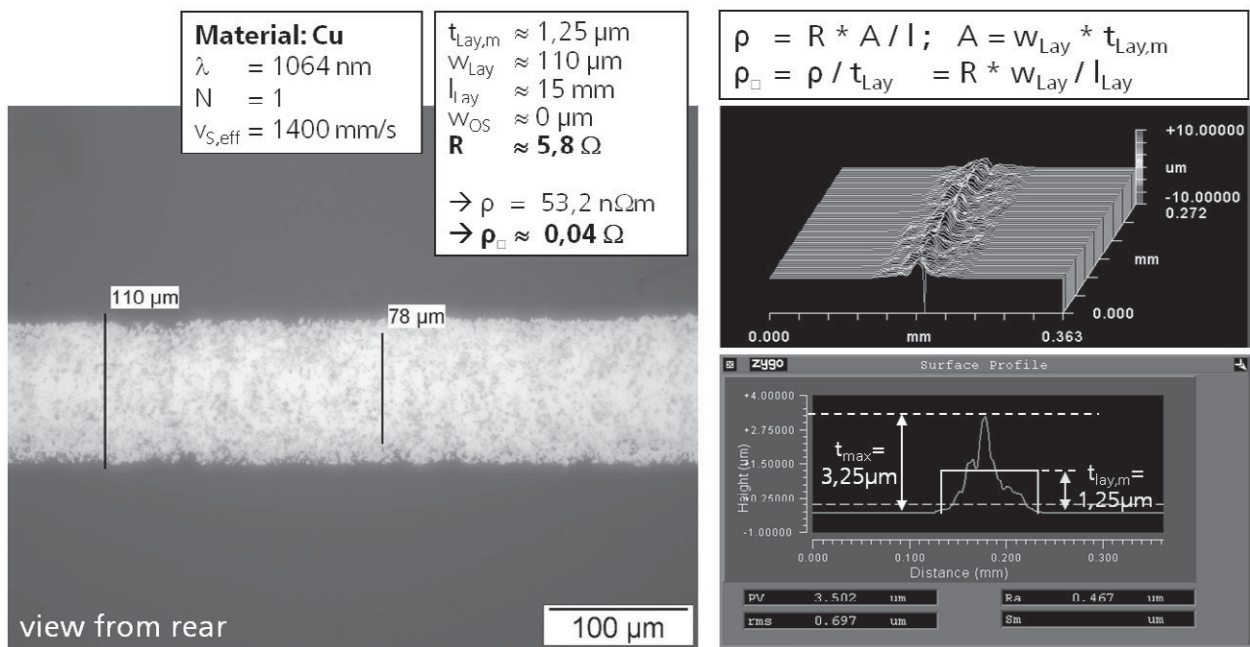 Material: Cu
λ = 1064 nm
N = 1
vS,eff = 1400 mm/s
tLay,m ≈ 1,25 µm
wLay ≈ 110 µm
lLay ≈ 15 mm
wOS ≈ 0 µm
R ≈ 5,8 Ω
→ ρ = 53,2 nΩm
→ ρ□ ≈ 0,04 Ω
110 µm
78 µm
view from rear
100 µm
ρ = R * A / l ; A = wLay * tLay,m
ρ□ = ρ / tLay = R * wLay / lLay
+10.00000
um
-10.00000
0.272
mm
0.000
0.000 mm 0.363
zygo Surface Profile
+4.00000
+2.75000
+1.50000
+0.25000
-1.00000
Height (µm)
tmax=
3,25µm
tlay,m=
1,25µm
0.000 0.100 0.200 0.300
Distance (mm)
PV 3.502 um
rms 0.697 um
Ra 0.467 um
Sm um